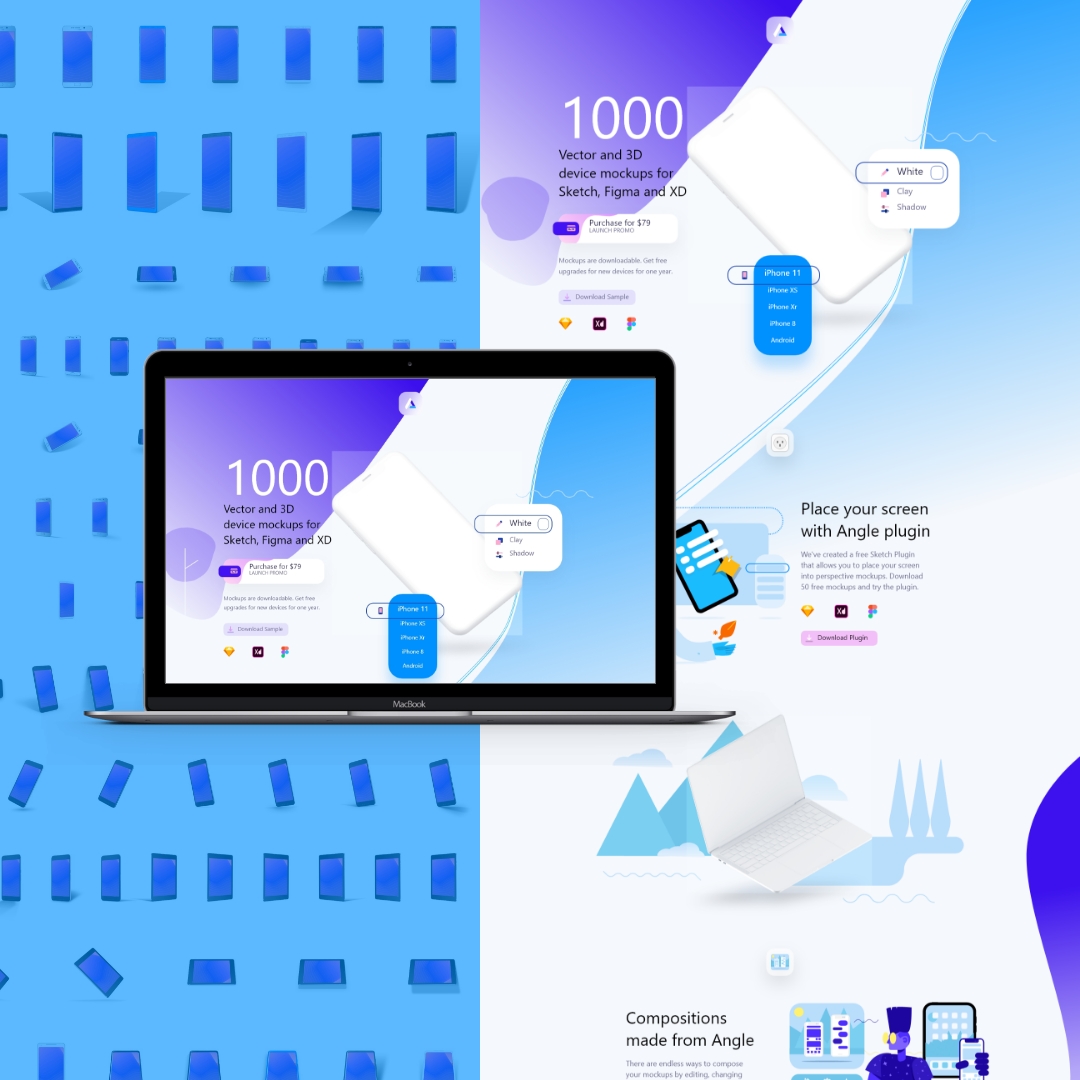 1000
Vector and 3D
device mockups for
Sketch, Figma and XD
Purchase for $79
LAUNCH PROMO
Mockups are downloadable. Get free
upgrades for new devices for one year.
Download Sample
Xd
White
Clay
Shadow
iPhone 11
iPhone XS
iPhone Xr
iPhone 8
Android
1000
Vector and 3D
device mockups for
Sketch, Figma and XD
Purchase for $79
LAUNCH PROMO
Mockups are downloadable. Get free
upgrades for new devices for one year.
Download Sample
Xd
White
Clay
Shadow
iPhone 11
iPhone XS
iPhone Xr
iPhone 8
Android
MacBook
Place your screen
with Angle plugin
We've created a free Sketch Plugin
that allows you to place your screen
into perspective mockups. Download
50 free mockups and try the plugin.
Xd
Download Plugin
Compositions
made from Angle
There are endless ways to compose
your mockups by editing, changing